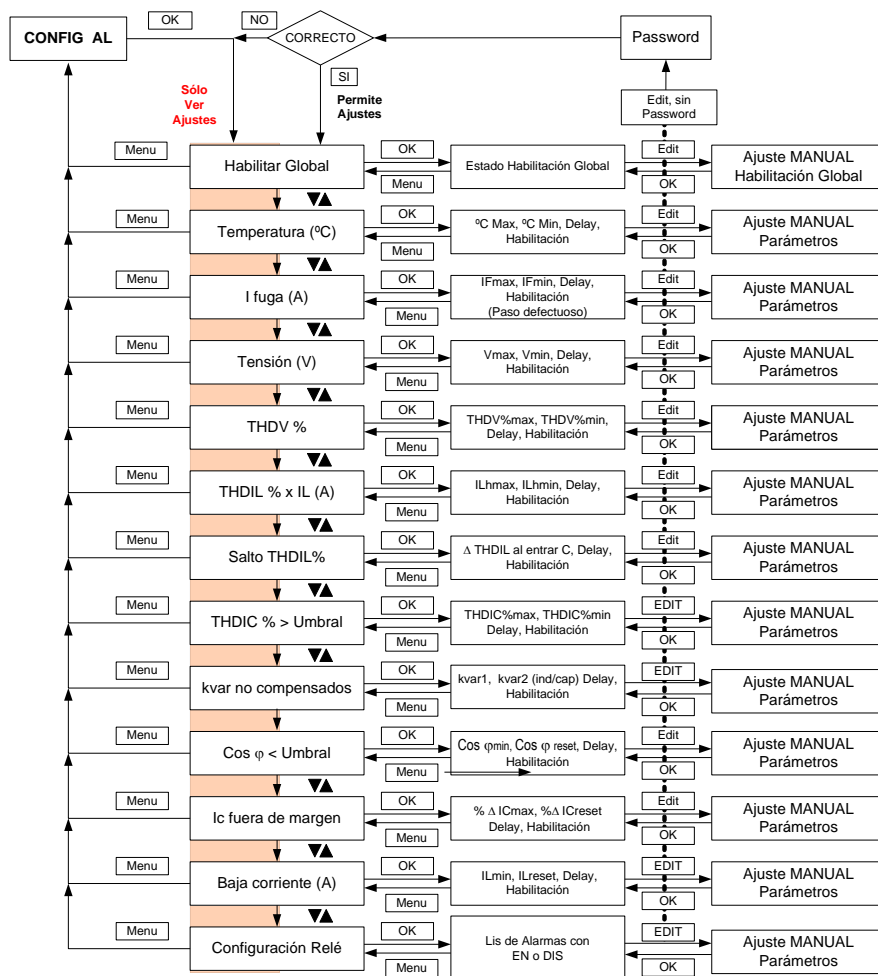 OK
NO
CONFIG AL
CORRECTO
Password
SI
Sólo
Ver
Ajustes
Permite
Ajustes
Edit, sin
Password
Menu
Habilitar Global
OK
Menu
Estado Habilitación Global
Edit
OK
Ajuste MANUAL
Habilitación Global
▼▲
Menu
Temperatura (ºC)
OK
Menu
ºC Max, ºC Min, Delay,
Habilitación
Edit
OK
Ajuste MANUAL
Parámetros
▼▲
Menu
I fuga (A)
OK
Menu
IFmax, IFmin, Delay,
Habilitación
(Paso defectuoso)
Edit
OK
Ajuste MANUAL
Parámetros
▼▲
Menu
Tensión (V)
OK
Menu
Vmax, Vmin, Delay,
Habilitación
Edit
OK
Ajuste MANUAL
Parámetros
▼▲
Menu
THDV %
OK
Menu
THDV%max, THDV%min,
Delay, Habilitación
Edit
OK
Ajuste MANUAL
Parámetros
▼▲
Menu
THDIL % x IL (A)
OK
Menu
ILhmax, ILhmin, Delay,
Habilitación
Edit
OK
Ajuste MANUAL
Parámetros
▼▲
Menu
Salto THDIL%
OK
Menu
Δ THDIL al entrar C, Delay,
Habilitación
Edit
OK
Ajuste MANUAL
Parámetros
▼▲
Menu
THDIC % > Umbral
OK
Menu
THDIC%max, THDIC%min
Delay, Habilitación
EDIT
OK
Ajuste MANUAL
Parámetros
▼▲
Menu
kvar no compensados
OK
Menu
kvar1, kvar2 (ind/cap) Delay,
Habilitación
EDIT
OK
Ajuste MANUAL
Parámetros
▼▲
Menu
Cos φ < Umbral
OK
Menu
Cos φmin, Cos φ reset, Delay,
Habilitación
Edit
OK
Ajuste MANUAL
Parámetros
▼▲
Menu
Ic fuera de margen
OK
Menu
% Δ ICmax, %Δ ICreset
Delay, Habilitación
Edit
OK
Ajuste MANUAL
Parámetros
▼▲
Menu
Baja corriente (A)
OK
Menu
ILmin, ILreset, Delay,
Habilitación
EDIT
OK
Ajuste MANUAL
Parámetros
▼▲
Menu
Configuración Relé
OK
Menu
Lis de Alarmas con
EN o DIS
EDIT
OK
Ajuste MANUAL
Parámetros